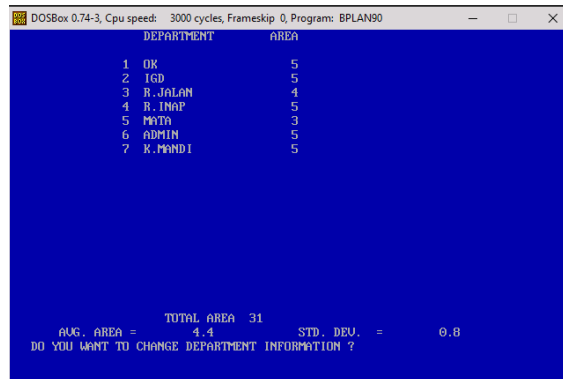 DOSBox 0.74-3, Cpu speed: 3000 cycles, Frameskip 0, Program: BPLAN90
DEPARTMENT AREA
1 OK 5
2 IGD 5
3 R.JALAN 4
4 R.INAP 5
5 MATA 3
6 ADMIN 5
7 K.MANDI 5
TOTAL AREA 31
AVG. AREA = 4.4 STD. DEV. = 0.8
DO YOU WANT TO CHANGE DEPARTMENT INFORMATION ?